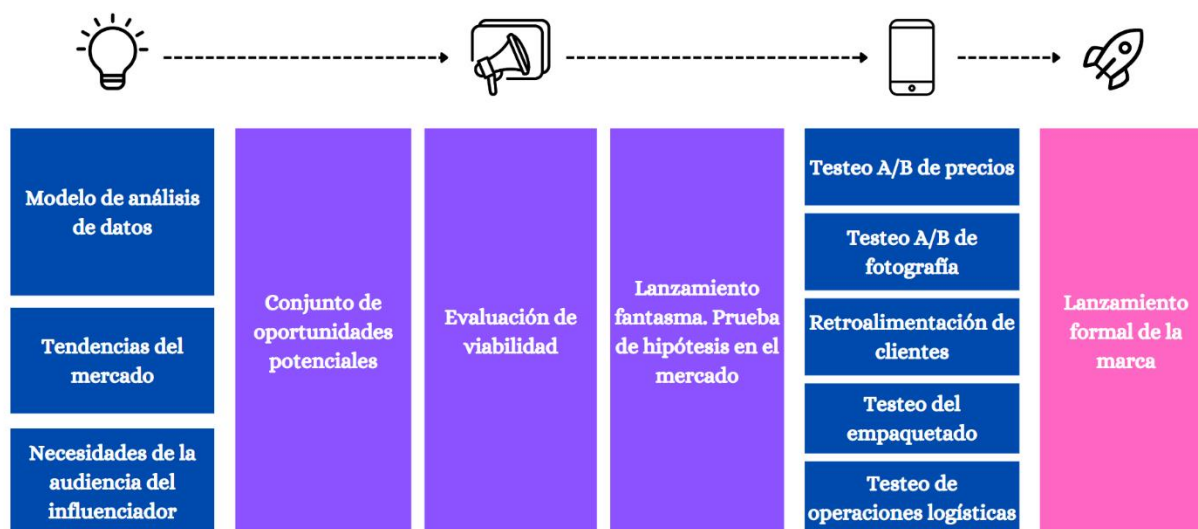 Modelo de análisis
de datos
Tendencias del
mercado
Necesidades de la
audiencia del
influenciador
Conjunto de
oportunidades
potenciales
Evaluación de
viabilidad
Lanzamiento
fantasma. Prueba
de hipótesis en el
mercado
Testeo A/B de precios
Testeo A/B de
fotografía
Retroalimentación de
clientes
Testeo del
empaquetado
Testeo de
operaciones logísticas
Lanzamiento
formal de la
marca